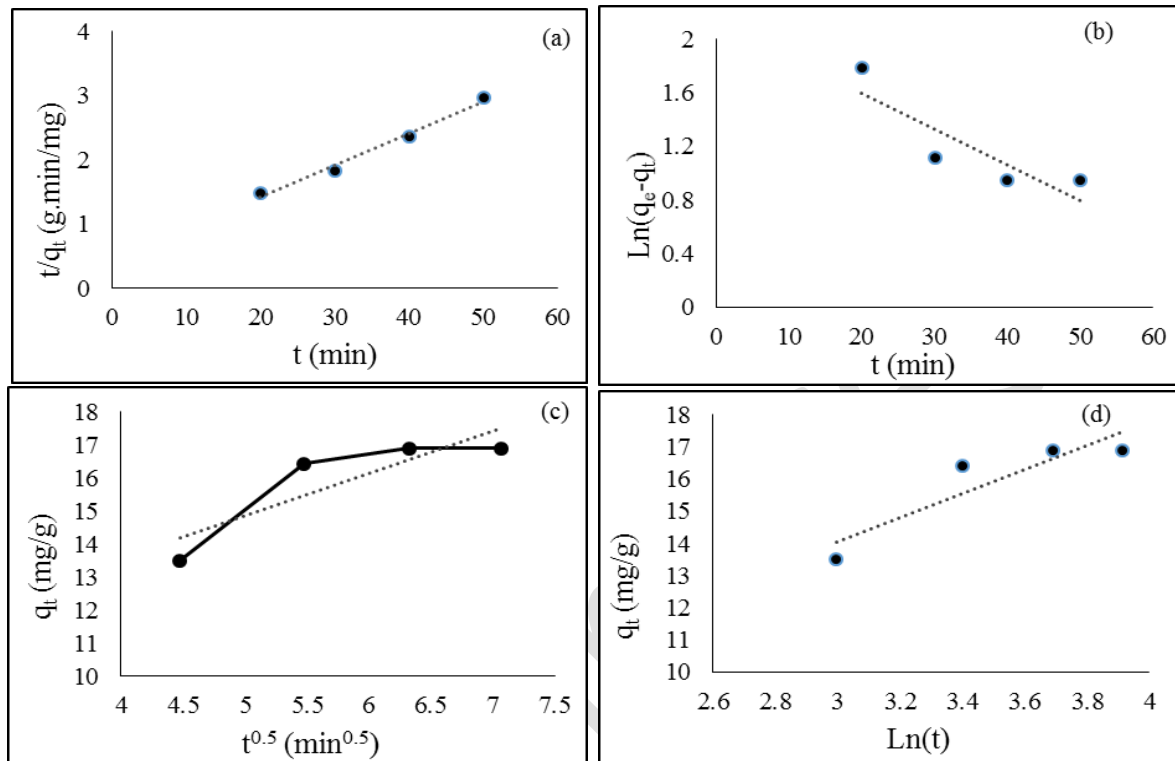 (a)
t/qt (g.min/mg)
4
3
2
1
0
0 10 20 30 40 50 60
t (min)
(b)
Ln(qe-qt)
2
1.6
1.2
0.8
0.4
0
0 10 20 30 40 50 60
t (min)
(c)
qt (mg/g)
18
17
16
15
14
13
12
11
10
4 4.5 5 5.5 6 6.5 7 7.5
t0.5 (min0.5)
(d)
qt (mg/g)
18
17
16
15
14
13
12
11
10
2.6 2.8 3 3.2 3.4 3.6 3.8 4
Ln(t)